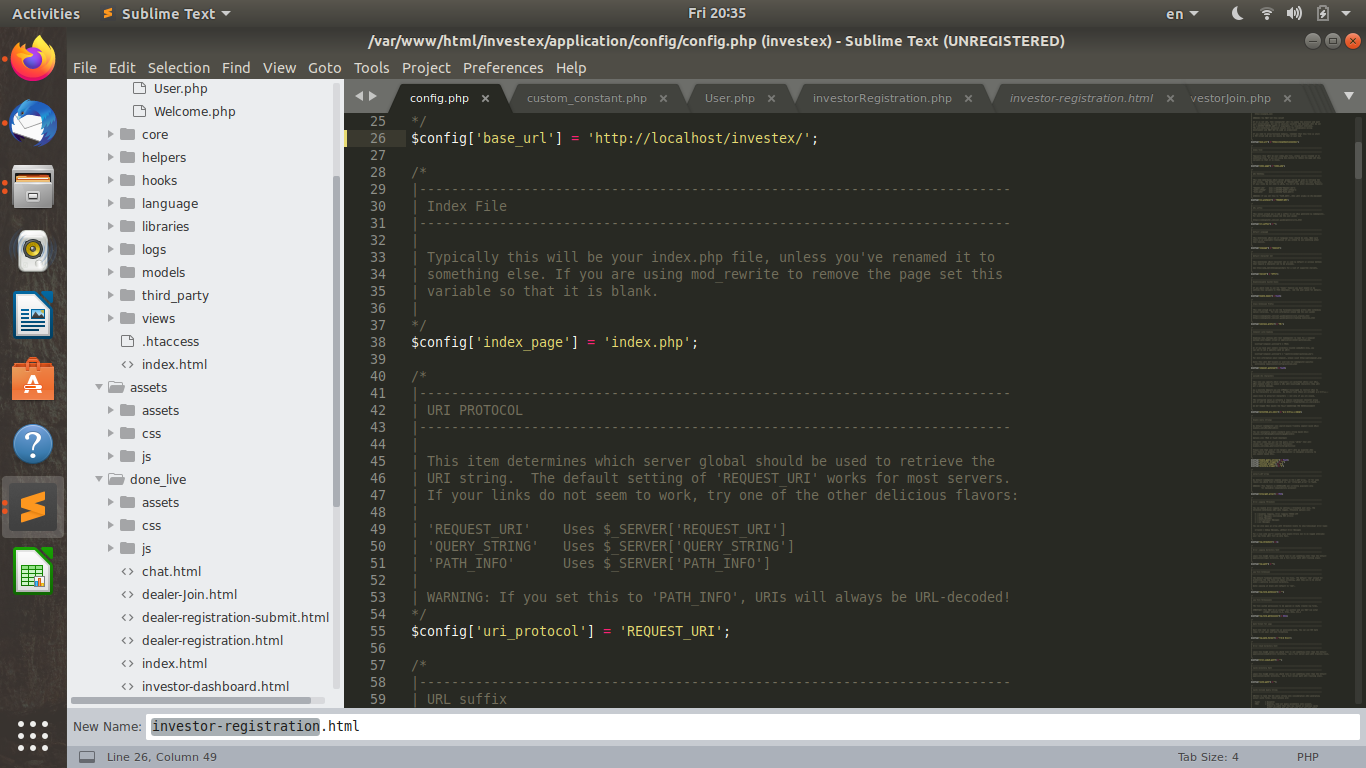 Activities Sublime Text Fri 20:35 en
/var/www/html/investex/application/config/config.php (investex) - Sublime Text (UNREGISTERED)
File Edit Selection Find View Goto Tools Project Preferences Help
User.php
Welcome.php
core
helpers
hooks
language
libraries
logs
models
third_party
views
.htaccess
index.html
assets
assets
css
js
done_live
assets
css
js
chat.html
dealer-Join.html
dealer-registration-submit.html
dealer-registration.html
index.html
investor-dashboard.html
config.php custom_constant.php User.php investorRegistration.php investor-registration.html vestorJoin.php
25 */
26 $config['base_url'] = 'http://localhost/investex/';
27
28 /*
29 |--------------------------------------------------------------------------
30 | Index File
31 |--------------------------------------------------------------------------
32 |
33 | Typically this will be your index.php file, unless you've renamed it to
34 | something else. If you are using mod_rewrite to remove the page set this
35 | variable so that it is blank.
36 |
37 */
38 $config['index_page'] = 'index.php';
39
40 /*
41 |--------------------------------------------------------------------------
42 | URI PROTOCOL
43 |--------------------------------------------------------------------------
44 |
45 | This item determines which server global should be used to retrieve the
46 | URI string.  The default setting of 'REQUEST_URI' works for most servers.
47 | If your links do not seem to work, try one of the other delicious flavors:
48 |
49 | 'REQUEST_URI'    Uses $_SERVER['REQUEST_URI']
50 | 'QUERY_STRING'   Uses $_SERVER['QUERY_STRING']
51 | 'PATH_INFO'      Uses $_SERVER['PATH_INFO']
52 |
53 | WARNING: If you set this to 'PATH_INFO', URIs will always be URL-decoded!
54 */
55 $config['uri_protocol'] = 'REQUEST_URI';
56
57 /*
58 |--------------------------------------------------------------------------
59 | URL suffix
New Name: investor-registration.html
Line 26, Column 49 Tab Size: 4 PHP